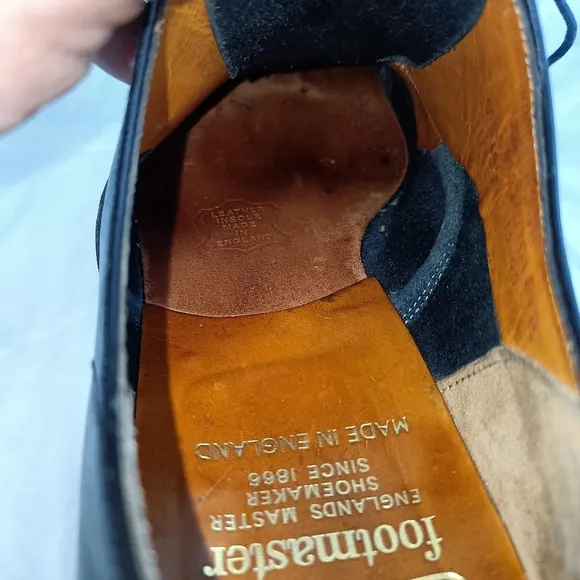 footmaster
ENGLANDS MASTER
SHOEMAKER
SINCE 1866
MADE IN ENGLAND
LEATHER
INSOLE
MADE
IN
ENGLAND